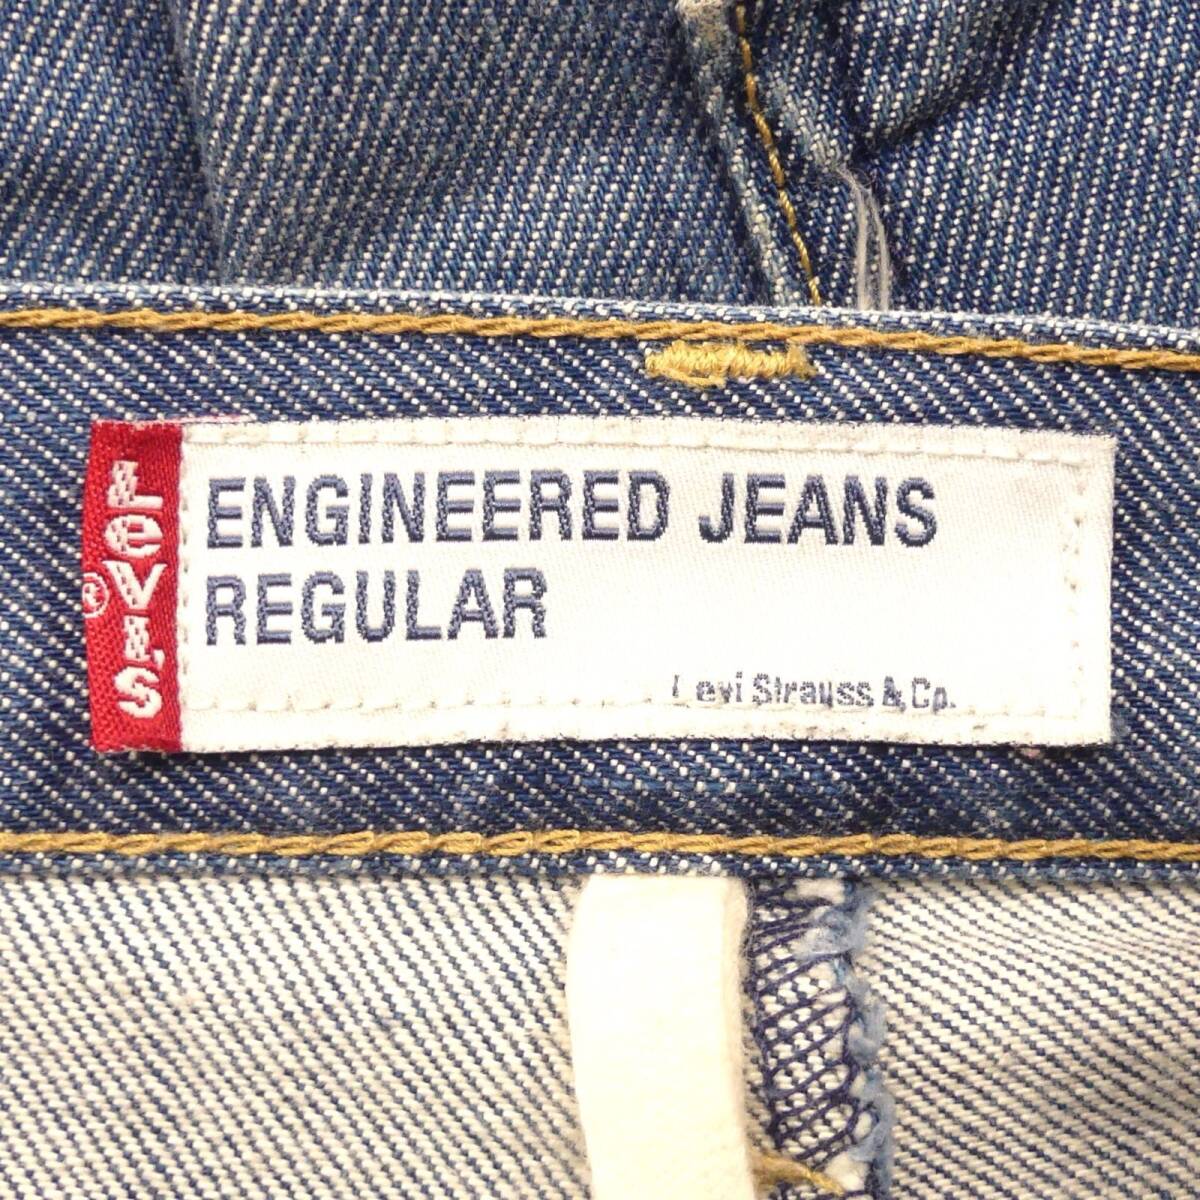 LEVI'S
®
ENGINEERED JEANS
REGULAR
Levi Strauss & Co.